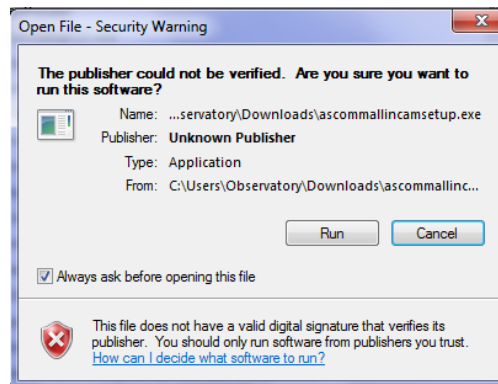 Open File - Security Warning
The publisher could not be verified.  Are you sure you want to
run this software?
Name: ...servatory\Downloads\ascommallincamsetup.exe
Publisher: Unknown Publisher
Type: Application
From: C:\Users\Observatory\Downloads\ascommallinc...
Run
Cancel
Always ask before opening this file
This file does not have a valid digital signature that verifies its
publisher.  You should only run software from publishers you trust.
How can I decide what software to run?